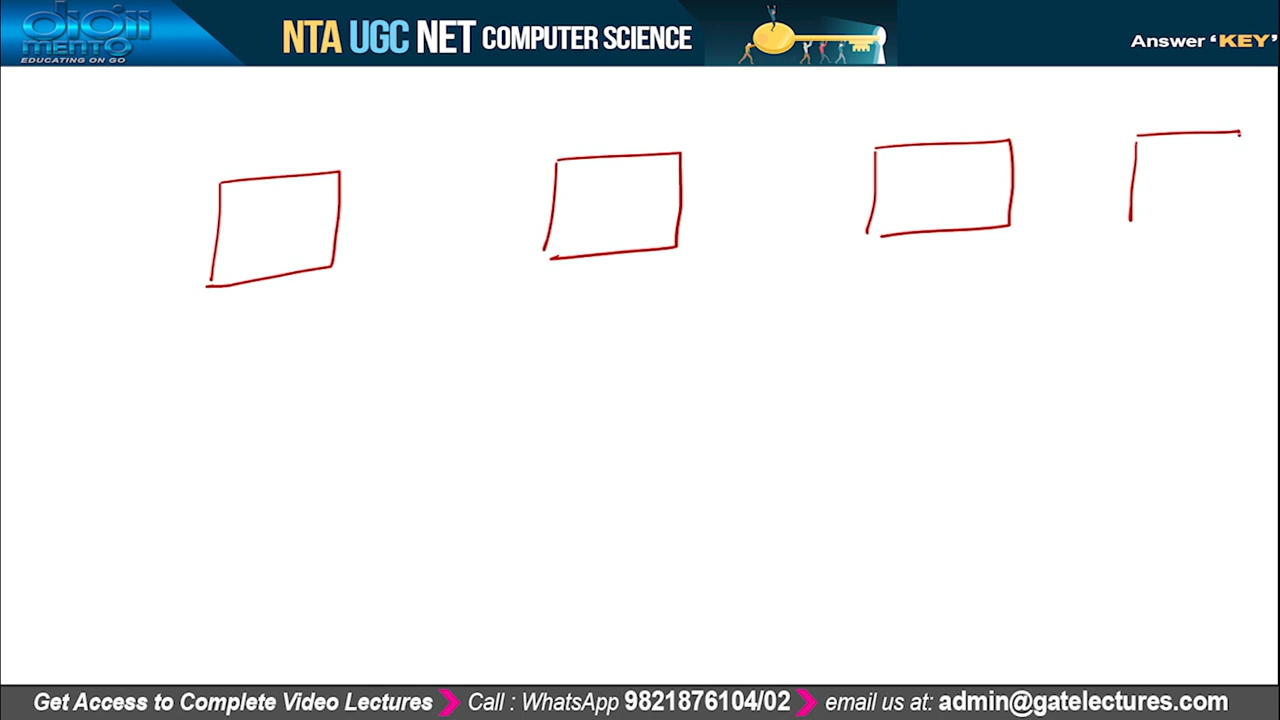 digii
MENTO
EDUCATING ON GO
NTA UGC NET COMPUTER SCIENCE
Answer ‘KEY’
Get Access to Complete Video Lectures Call : WhatsApp 9821876104/02 email us at: admin@gatelectures.com